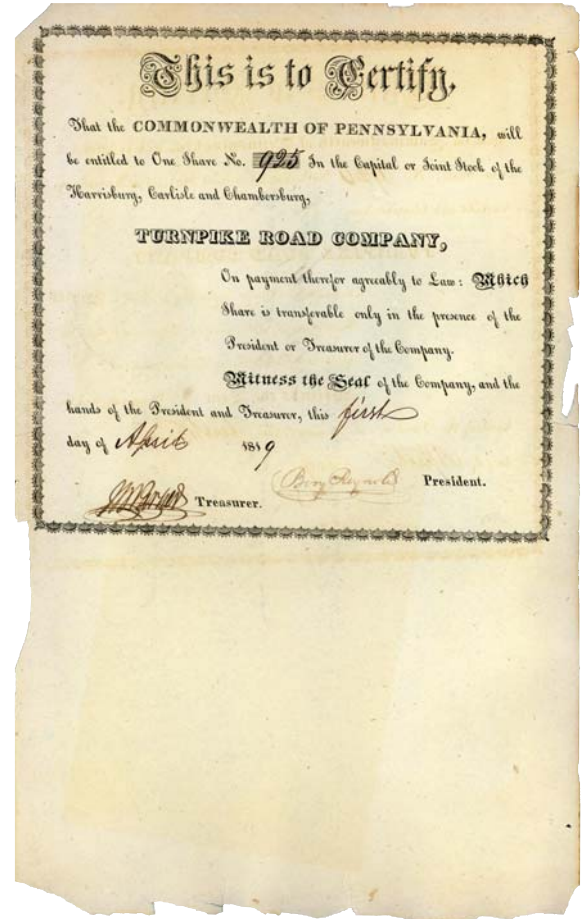 This is to Certify,
That the COMMONWEALTH OF PENNSYLVANIA, will
be entitled to One Share No. 925 In the Capital or Joint Stock of the
Harrisburg, Carlisle and Chambersburg,
TURNPIKE ROAD COMPANY,
On payment therefor agreeably to Law: Which
Share is transferable only in the presence of the
President or Treasurer of the Company.
Witness the Seal of the Company, and the
hands of the President and Treasurer, this first
day of April 1819
Reynolds President.
Treasurer.